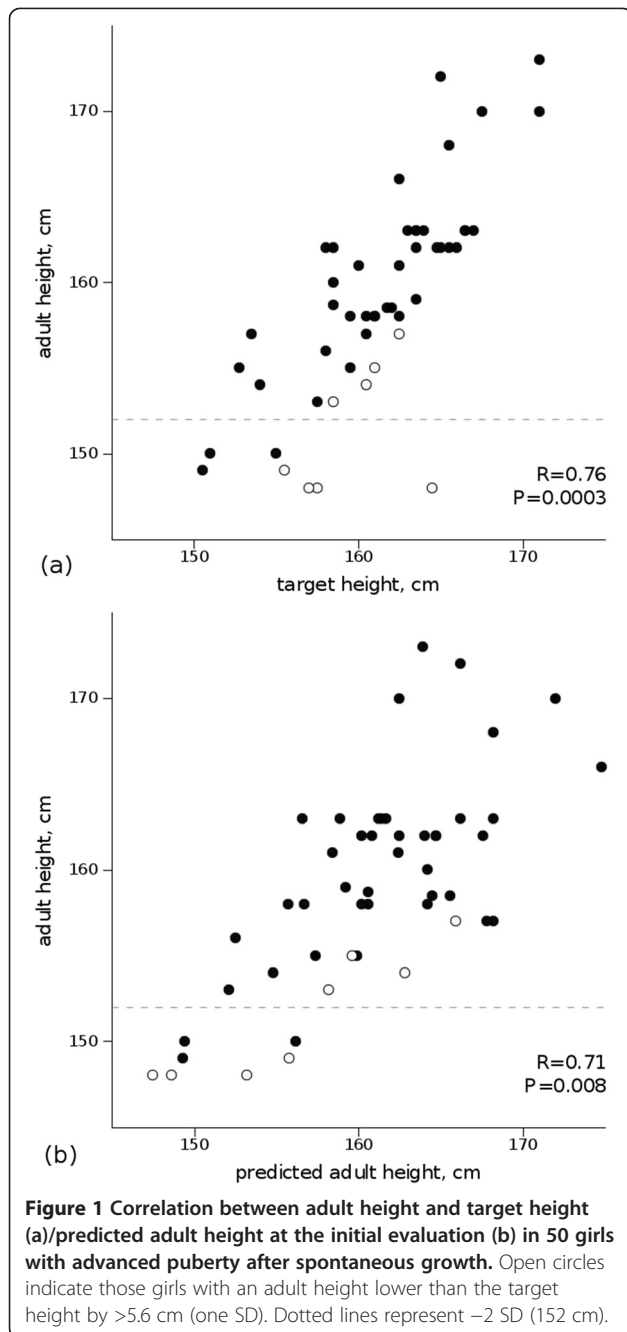 170
160
150
adult height, cm
R=0.76
P=0.0003
(a)
150
160
170
target height, cm
170
160
150
adult height, cm
R=0.71
P=0.008
(b)
150
160
170
predicted adult height, cm
Figure 1 Correlation between adult height and target height
(a)/predicted adult height at the initial evaluation (b) in 50 girls
with advanced puberty after spontaneous growth. Open circles
indicate those girls with an adult height lower than the target
height by >5.6 cm (one SD). Dotted lines represent −2 SD (152 cm).